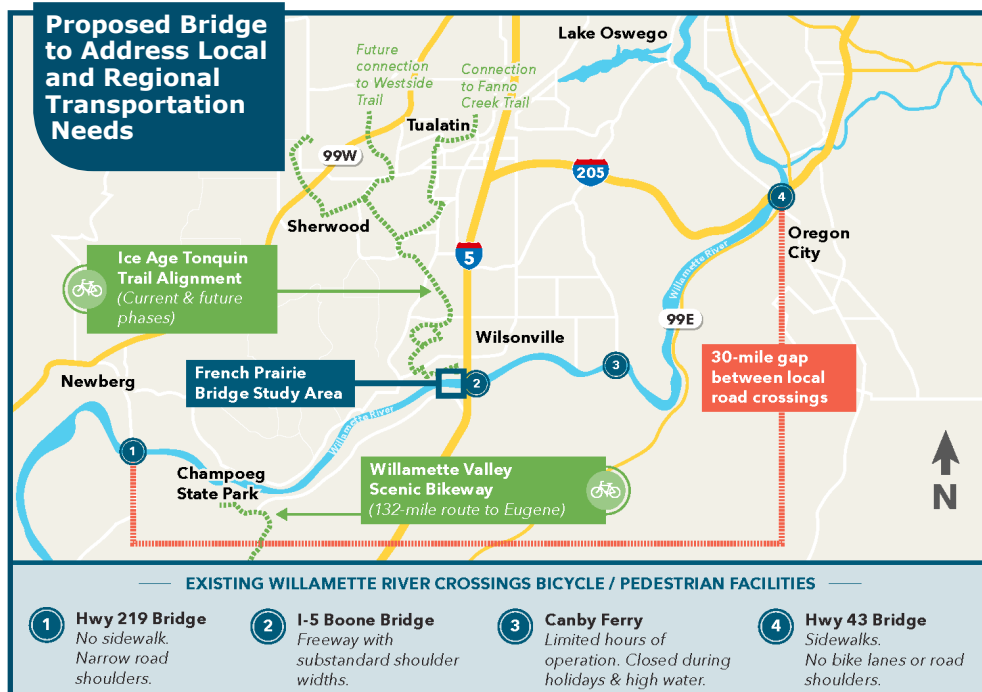 Proposed Bridge
to Address Local
and Regional
Transportation
Needs
Future
connection
to Westside
Trail
Connection
to Fanno
Creek Trail
Lake Oswego
Tualatin
99W
205
4
Sherwood
Oregon
City
5
Willamette River
Ice Age Tonquin
Trail Alignment
(Current & future
phases)
99E
Wilsonville
30-mile gap
between local
road crossings
French Prairie
Bridge Study Area
2
3
Newberg
Willamette River
1
Champoeg
State Park
Willamette Valley
Scenic Bikeway
(132-mile route to Eugene)
N
EXISTING WILLAMETTE RIVER CROSSINGS BICYCLE / PEDESTRIAN FACILITIES
1
Hwy 219 Bridge
No sidewalk.
Narrow road
shoulders.
2
I-5 Boone Bridge
Freeway with
substandard shoulder
widths.
3
Canby Ferry
Limited hours of
operation. Closed during
holidays & high water.
4
Hwy 43 Bridge
Sidewalks.
No bike lanes or road
shoulders.